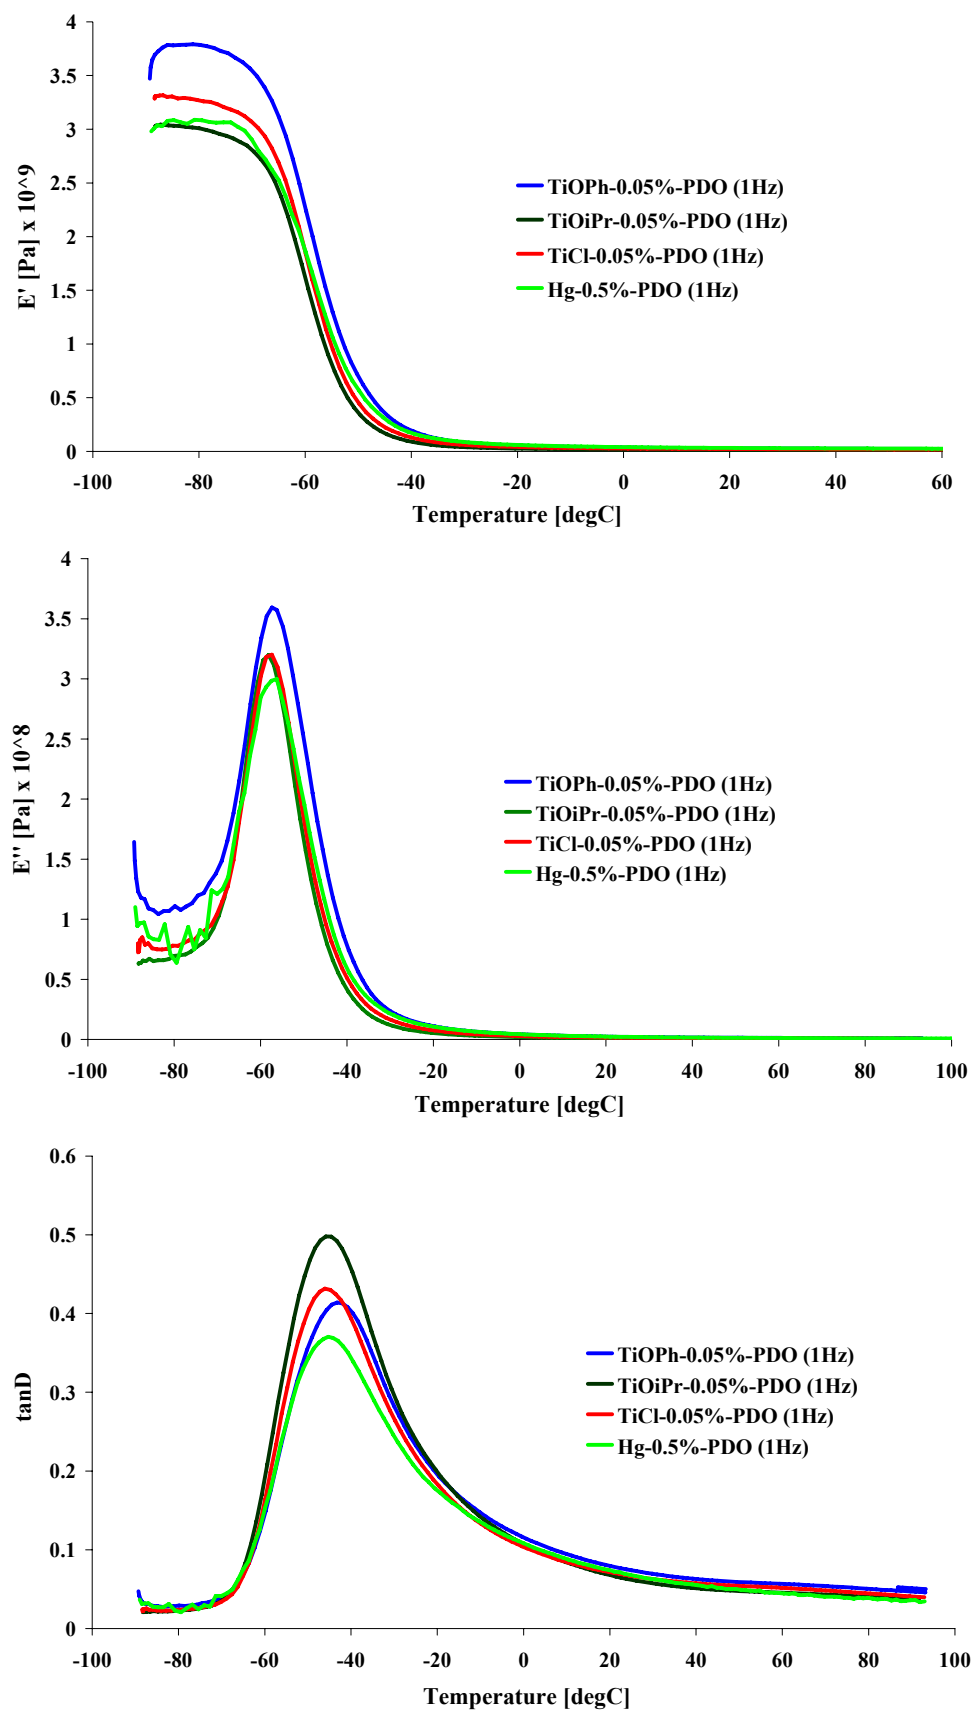 4
3.5
3
2.5
2
1.5
1
0.5
0
E' [Pa] x 10^9
TiOPh-0.05%-PDO (1Hz)
TiOiPr-0.05%-PDO (1Hz)
TiCl-0.05%-PDO (1Hz)
Hg-0.5%-PDO (1Hz)
-100 -80 -60 -40 -20 0 20 40 60
Temperature [degC]
4
3.5
3
2.5
2
1.5
1
0.5
0
E'' [Pa] x 10^8
TiOPh-0.05%-PDO (1Hz)
TiOiPr-0.05%-PDO (1Hz)
TiCl-0.05%-PDO (1Hz)
Hg-0.5%-PDO (1Hz)
-100 -80 -60 -40 -20 0 20 40 60 80 100
Temperature [degC]
0.6
0.5
0.4
0.3
0.2
0.1
0
tanD
TiOPh-0.05%-PDO (1Hz)
TiOiPr-0.05%-PDO (1Hz)
TiCl-0.05%-PDO (1Hz)
Hg-0.5%-PDO (1Hz)
-100 -80 -60 -40 -20 0 20 40 60 80 100
Temperature [degC]